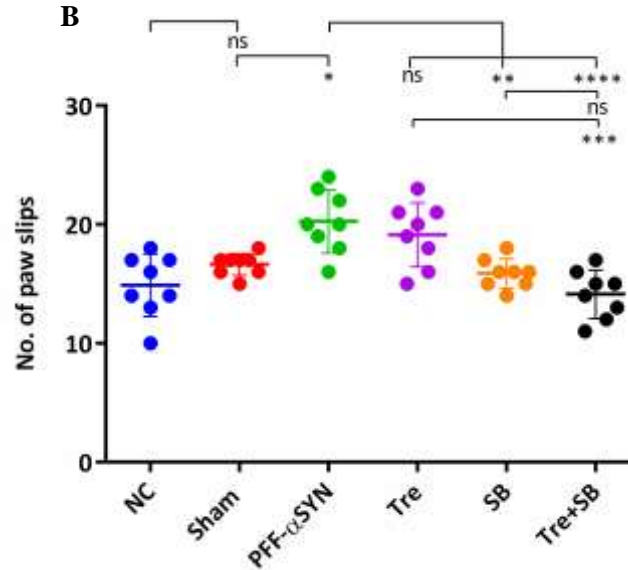 B
ns
* ns ** ****
ns
***
30
20
10
0
No. of paw slips
NC
Sham
PFF-αSYN
Tre
SB
Tre+SB